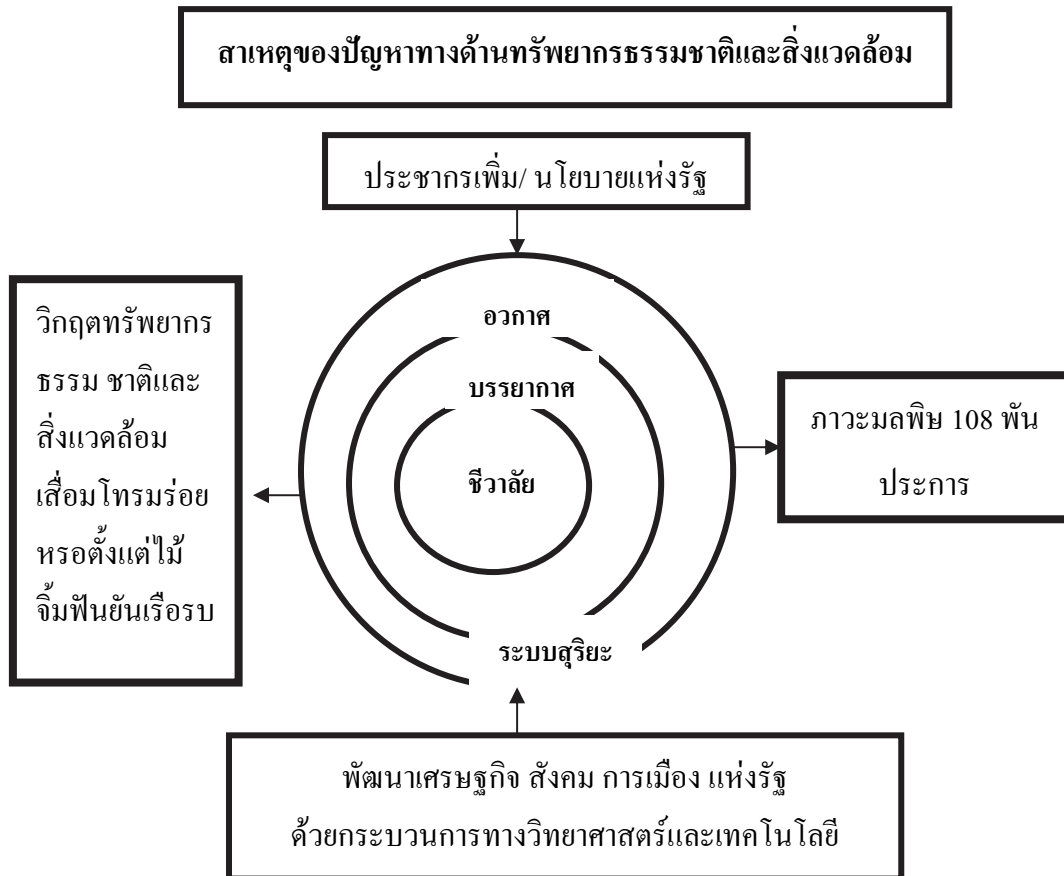 สาเหตุของปัญหาทางด้านทรัพยากรธรรมชาติและสิ่งแวดล้อม
ประชากรเพิ่ม/ นโยบายแห่งรัฐ
วิกฤตทรัพยากร
ธรรม ชาติและ
สิ่งแวดล้อม
เสื่อมโทรมร่อย
หรอตั้งแต่ไม้
จิ้มฟันยันเรือรบ
อวกาศ
บรรยากาศ
ชีวาลัย
ระบบสุริยะ
ภาวะมลพิษ 108 พัน
ประการ
พัฒนาเศรษฐกิจ สังคม การเมือง แห่งรัฐ
ด้วยกระบวนการทางวิทยาศาสตร์และเทคโนโลยี